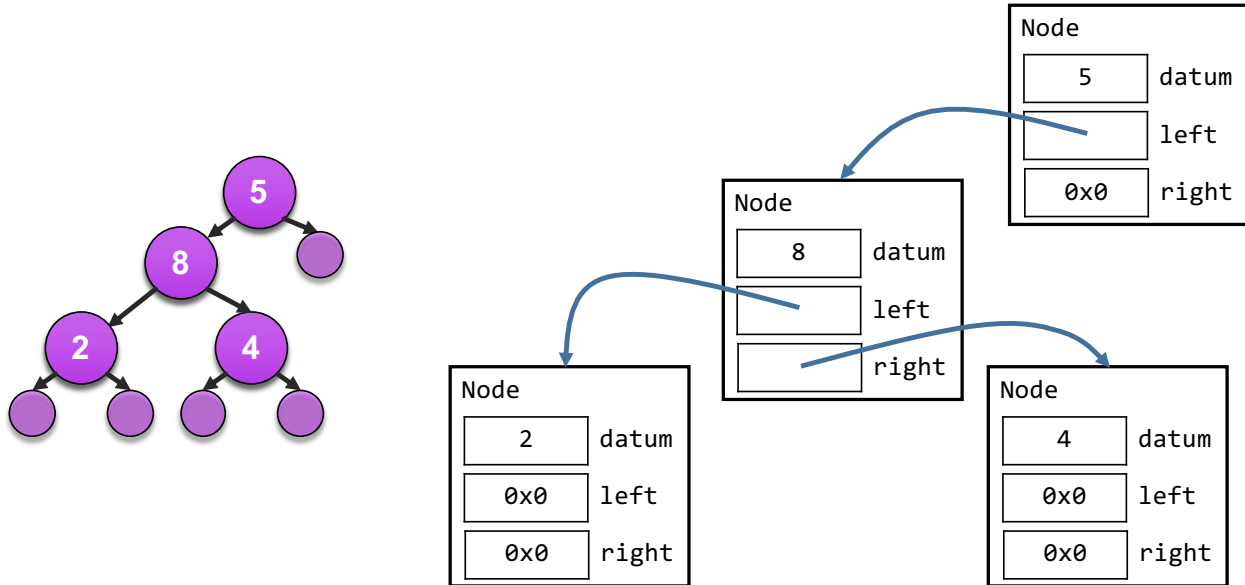 5
8
2
4
Node
5 datum
left
0x0 right
Node
8 datum
left
right
Node
2 datum
0x0 left
0x0 right
Node
4 datum
0x0 left
0x0 right